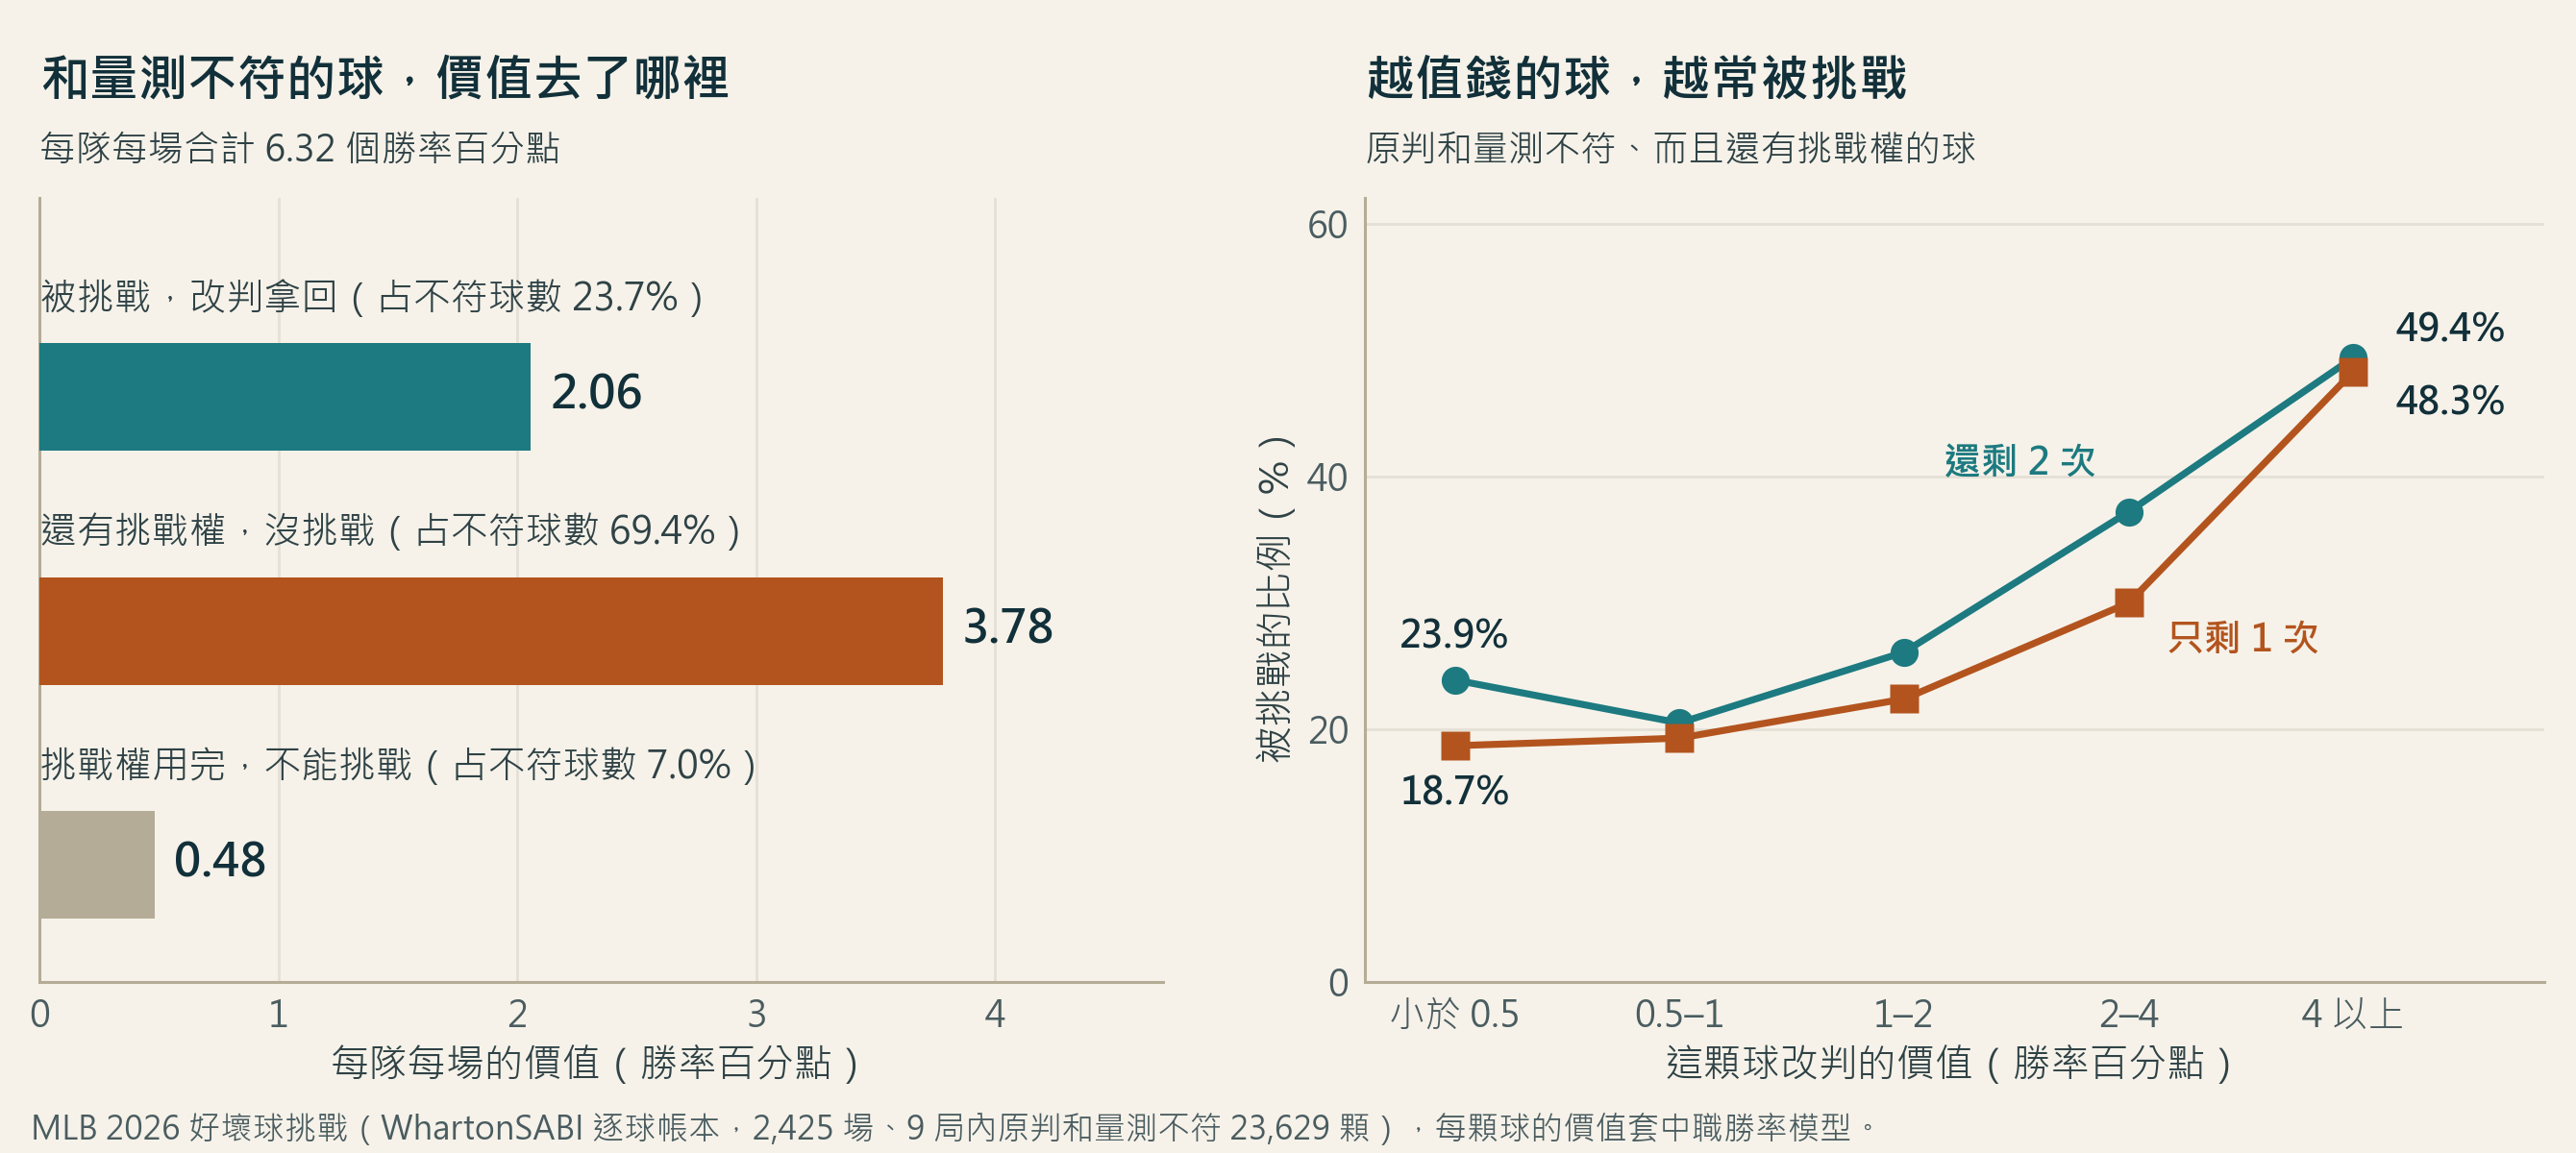 和量測不符的球，價值去了哪裡
每隊每場合計 6.32 個勝率百分點
被挑戰，改判拿回（占不符球數 23.7%）
2.06
還有挑戰權，沒挑戰（占不符球數 69.4%）
3.78
挑戰權用完，不能挑戰（占不符球數 7.0%）
0.48
0
1
2
3
4
每隊每場的價值（勝率百分點）
越值錢的球，越常被挑戰
原判和量測不符、而且還有挑戰權的球
被挑戰的比例（%）
60
40
20
0
49.4%
48.3%
還剩 2 次
只剩 1 次
23.9%
18.7%
小於 0.5
0.5–1
1–2
2–4
4 以上
這顆球改判的價值（勝率百分點）
MLB 2026 好壞球挑戰（WhartonSABI 逐球帳本，2,425 場、9 局內原判和量測不符 23,629 顆），每顆球的價值套中職勝率模型。